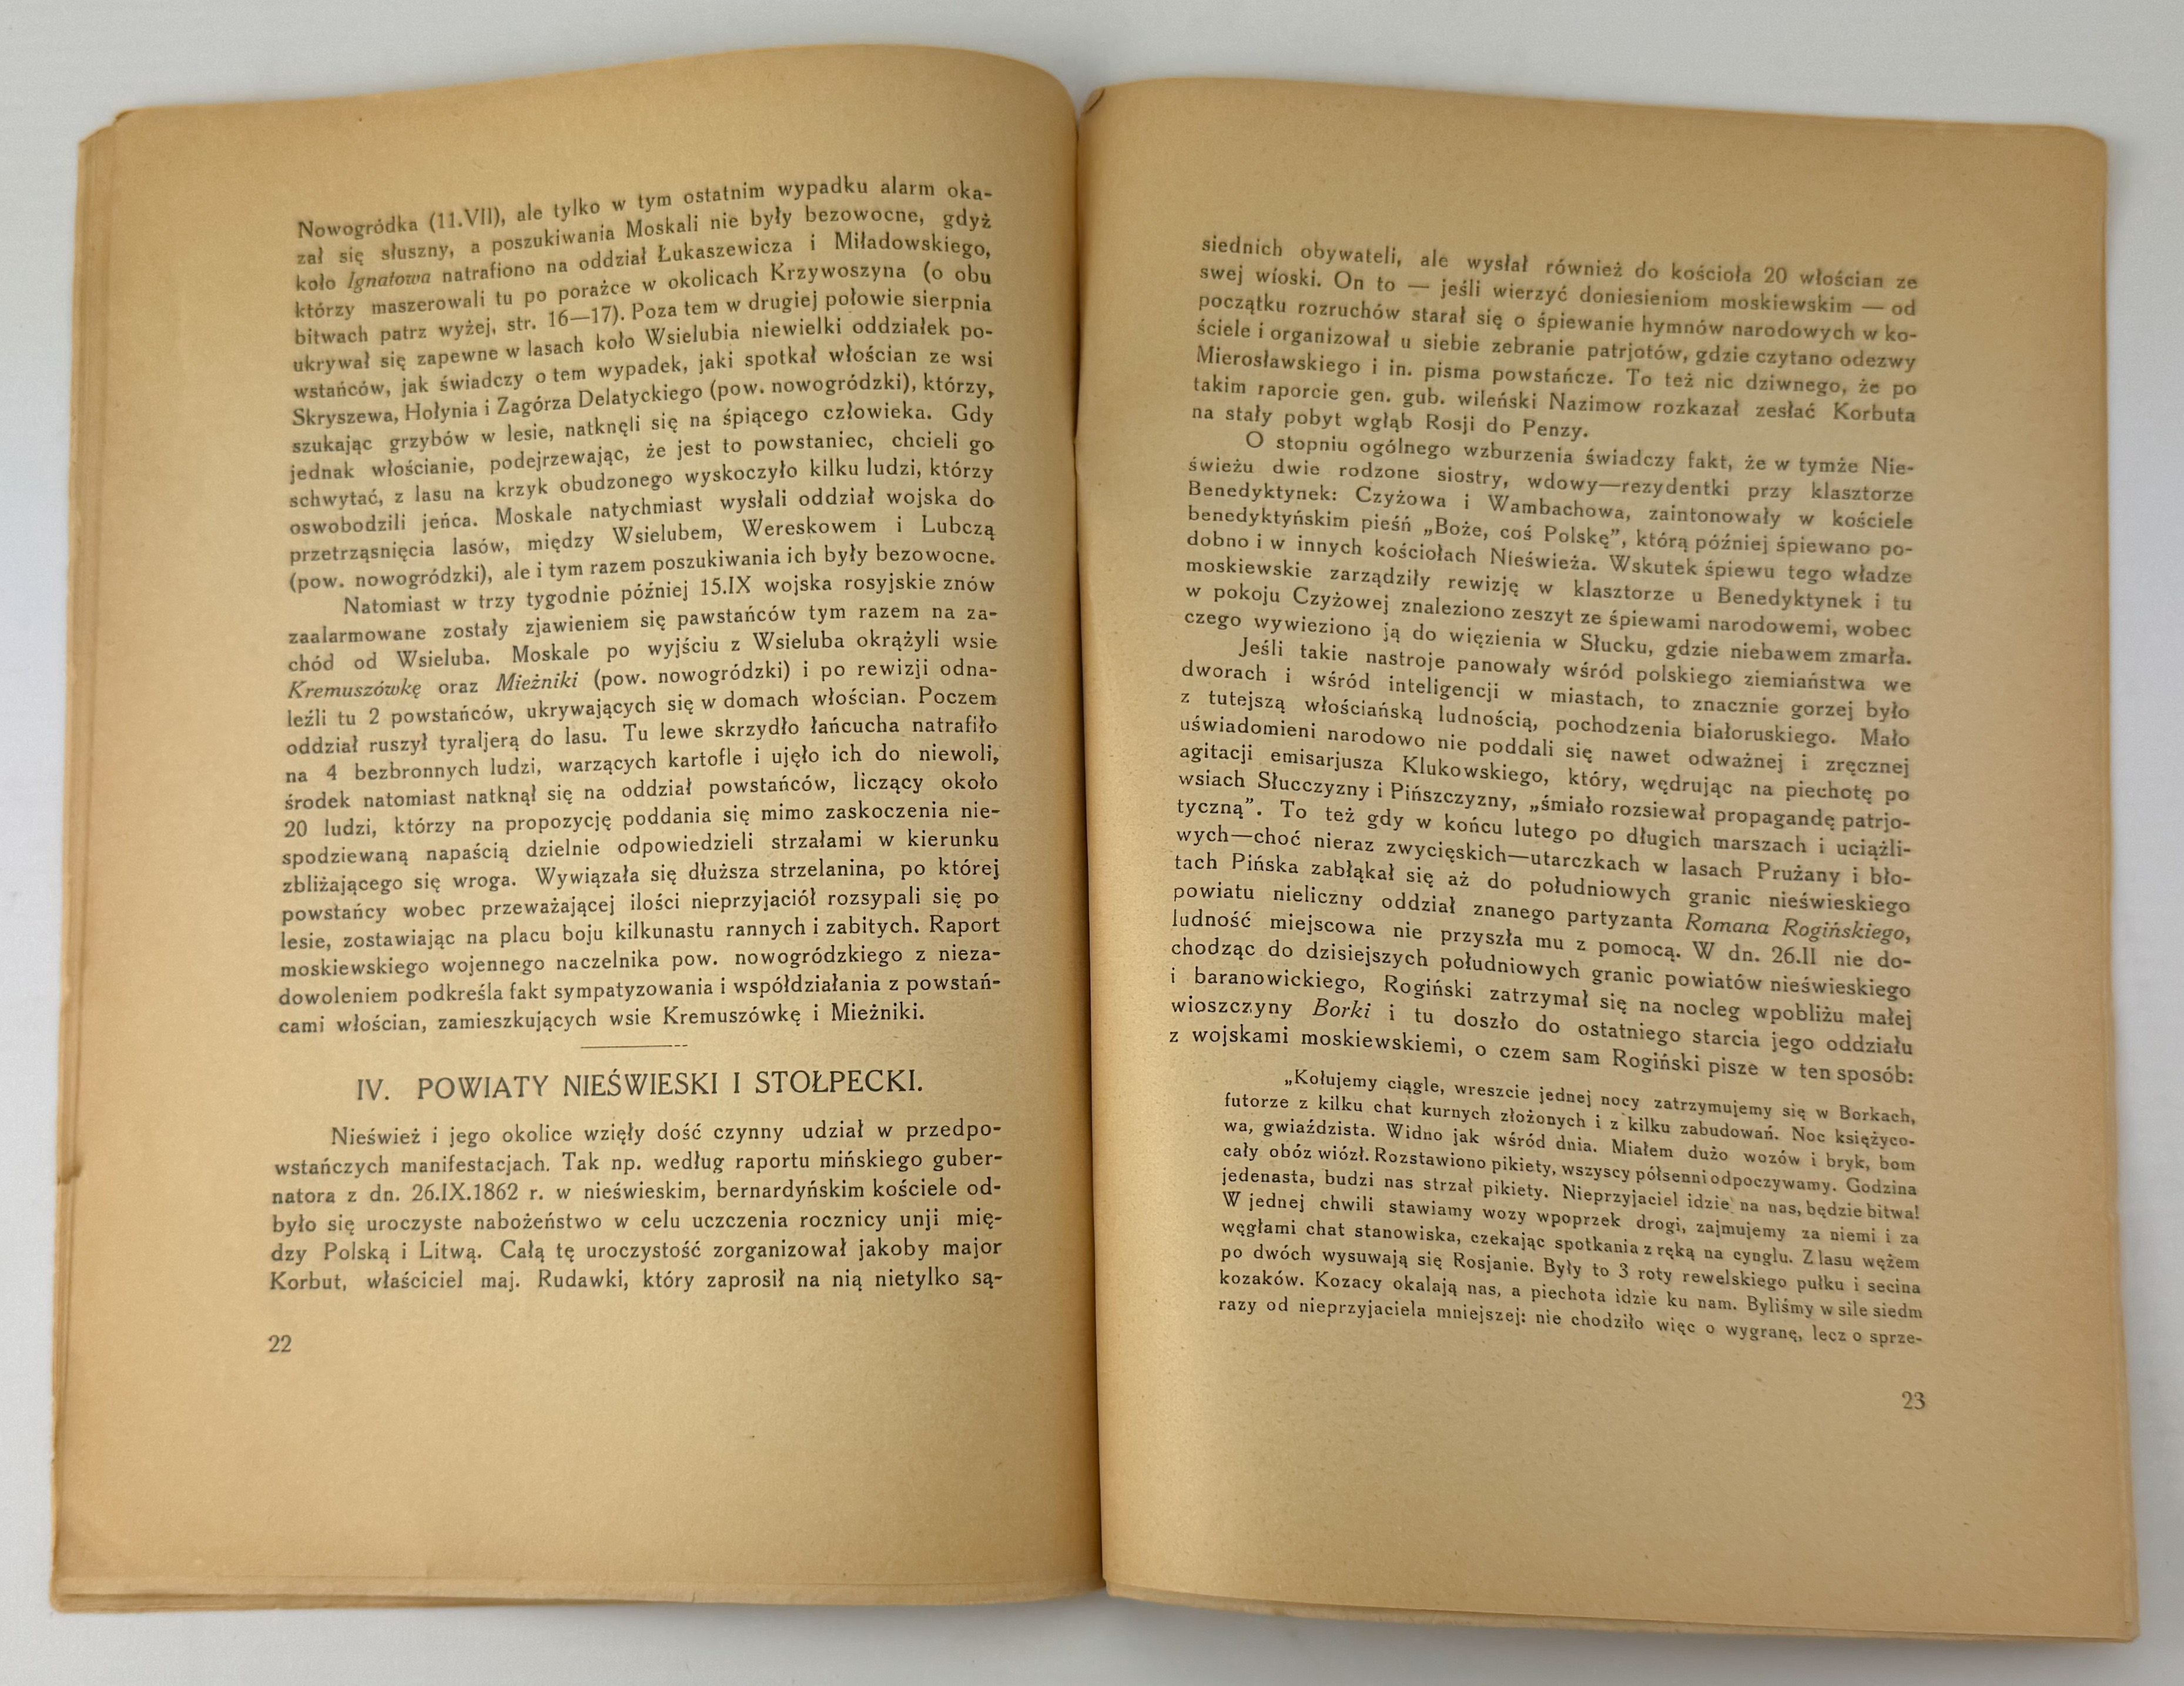 Nowogródka (11.VII), ale tylko w tym ostatnim wypadku alarm oka-
zał się słuszny, a poszukiwania Moskali nie były bezowocne, gdyż
koło Ignatowa natrafiono na oddział Łukaszewicza i Miładowskiego,
którzy maszerowali tu po porażce w okolicach Krzywoszyna (o obu
bitwach patrz wyżej, str. 16—17). Poza tem w drugiej połowie sierpnia
ukrywał się zapewne w lasach koło Wsielubia niewielki oddziałek po-
wstańców, jak świadczy o tem wypadek, jaki spotkał włościan ze wsi
Skryszewa, Hołynia i Zagórza Delatyckiego (pow. nowogródzki), którzy,
szukając grzybów w lesie, natknęli się na śpiącego człowieka. Gdy
jednak włościanie, podejrzewając, że jest to powstaniec, chcieli go
schwytać, z lasu na krzyk obudzonego wyskoczyło kilku ludzi, którzy
oswobodzili jeńca. Moskale natychmiast wysłali oddział wojska do
przetrząśnięcia lasów, między Wsielubem, Wereskowem i Lubczą
(pow. nowogródzki), ale i tym razem poszukiwania ich były bezowocne.
Natomiast w trzy tygodnie później 15.IX wojska rosyjskie znów
zaalarmowane zostały zjawieniem się pawstańców tym razem na za-
chód od Wsieluba. Moskale po wyjściu z Wsieluba okrążyli wsie
Kremuszówkę oraz Mieżniki (pow. nowogródzki) i po rewizji odna-
leźli tu 2 powstańców, ukrywających się w domach włościan. Poczem
oddział ruszył tyraljerą do lasu. Tu lewe skrzydło łańcucha natrafiło
na 4 bezbronnych ludzi, warzących kartofle i ujęło ich do niewoli,
środek natomiast natknął się na oddział powstańców, liczący około
20 ludzi, którzy na propozycję poddania się mimo zaskoczenia nie-
spodziewaną napaścią dzielnie odpowiedzieli strzałami w kierunku
zbliżającego się wroga. Wywiązała się dłuższa strzelanina, po której
powstańcy wobec przeważającej ilości nieprzyjaciół rozsypali się po
lesie, zostawiając na placu boju kilkunastu rannych i zabitych. Raport
moskiewskiego wojennego naczelnika pow. nowogródzkiego z nieza-
dowoleniem podkreśla fakt sympatyzowania i współdziałania z powstań-
cami włościan, zamieszkujących wsie Kremuszówkę i Mieżniki.
IV. POWIATY NIEŚWIESKI I STOŁPECKI.
Nieśwież i jego okolice wzięły dość czynny udział w przedpo-
wstańczych manifestacjach. Tak np. według raportu mińskiego guber-
natora z dn. 26.IX.1862 r. w nieświeskim, bernardyńskim kościele od-
było się uroczyste nabożeństwo w celu uczczenia rocznicy unji mię-
dzy Polską i Litwą. Całą tę uroczystość zorganizował jakoby major
Korbut, właściciel maj. Rudawki, który zaprosił na nią nietylko są-
22
siednich obywateli, ale wysłał również do kościoła 20 włościan ze
swej wioski. On to — jeśli wierzyć doniesieniom moskiewskim — od
początku rozruchów starał się o śpiewanie hymnów narodowych w ko-
ściele i organizował u siebie zebranie patrjotów, gdzie czytano odezwy
Mierosławskiego i in. pisma powstańcze. To też nic dziwnego, że po
takim raporcie gen. gub. wileński Nazimow rozkazał zesłać Korbuta
na stały pobyt wgłąb Rosji do Penzy.
O stopniu ogólnego wzburzenia świadczy fakt, że w tymże Nie-
świeżu dwie rodzone siostry, wdowy—rezydentki przy klasztorze
Benedyktynek: Czyżowa i Wambachowa, zaintonowały w kościele
benedyktyńskim pieśń „Boże, coś Polskę”, którą później śpiewano po-
dobno i w innych kościołach Nieświeża. Wskutek śpiewu tego władze
moskiewskie zarządziły rewizję w klasztorze u Benedyktynek i tu
w pokoju Czyżowej znaleziono zeszyt ze śpiewami narodowemi, wobec
czego wywieziono ją do więzienia w Słucku, gdzie niebawem zmarła.
Jeśli takie nastroje panowały wśród polskiego ziemiaństwa we
dworach i wśród inteligencji w miastach, to znacznie gorzej było
z tutejszą włościańską ludnością, pochodzenia białoruskiego. Mało
uświadomieni narodowo nie poddali się nawet odważnej i zręcznej
agitacji emisarjusza Klukowskiego, który, wędrując na piechotę po
wsiach Słucczyzny i Pińszczyzny, „śmiało rozsiewał propagandę patrjo-
tyczną”. To też gdy w końcu lutego po długich marszach i uciążli-
wych—choć nieraz zwycięskich—utarczkach w lasach Prużany i bło-
tach Pińska zabłąkał się aż do południowych granic nieświeskiego
powiatu nieliczny oddział znanego partyzanta Romana Rogińskiego,
ludność miejscowa nie przyszła mu z pomocą. W dn. 26.II nie do-
chodząc do dzisiejszych południowych granic powiatów nieświeskiego
i baranowickiego, Rogiński zatrzymał się na nocleg wpobliżu małej
wioszczyny Borki i tu doszło do ostatniego starcia jego oddziału
z wojskami moskiewskiemi, o czem sam Rogiński pisze w ten sposób:
„Kołujemy ciągle, wreszcie jednej nocy zatrzymujemy się w Borkach,
futorze z kilku chat kurnych złożonych i z kilku zabudowań. Noc księżyco-
wa, gwiaździsta. Widno jak wśród dnia. Miałem dużo wozów i bryk, bom
cały obóz wiózł. Rozstawiono pikiety, wszyscy półsenni odpoczywamy. Godzina
jedenasta, budzi nas strzał pikiety. Nieprzyjaciel idzie na nas, będzie bitwa!
W jednej chwili stawiamy wozy wpoprzek drogi, zajmujemy za niemi i za
węgłami chat stanowiska, czekając spotkania z ręką na cynglu. Z lasu wężem
po dwóch wysuwają się Rosjanie. Były to 3 roty rewelskiego pułku i secina
kozaków. Kozacy okalają nas, a piechota idzie ku nam. Byliśmy w sile siedm
razy od nieprzyjaciela mniejszej: nie chodziło więc o wygranę, lecz o sprze-
23